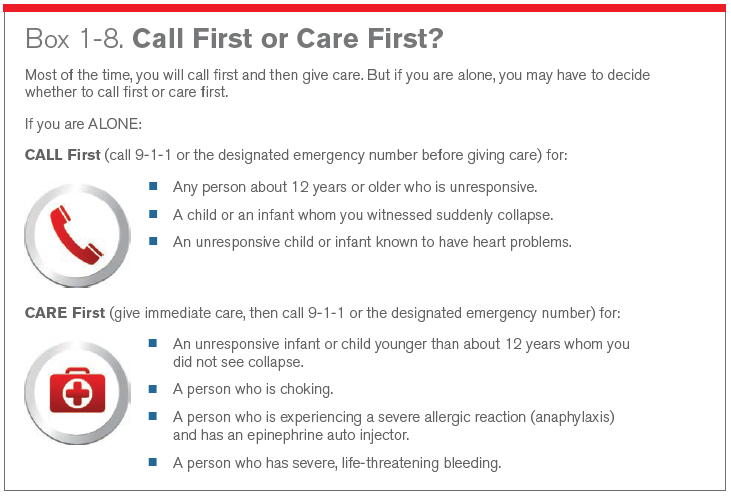 Box 1-8. Call First or Care First?
Most of the time, you will call first and then give care. But if you are alone, you may have to decide
whether to call first or care first.
If you are ALONE:
CALL First (call 9-1-1 or the designated emergency number before giving care) for:
■ Any person about 12 years or older who is unresponsive.
■ A child or an infant whom you witnessed suddenly collapse.
■ An unresponsive child or infant known to have heart problems.
CARE First (give immediate care, then call 9-1-1 or the designated emergency number) for:
■ An unresponsive infant or child younger than about 12 years whom you
did not see collapse.
■ A person who is choking.
■ A person who is experiencing a severe allergic reaction (anaphylaxis)
and has an epinephrine auto injector.
■ A person who has severe, life-threatening bleeding.